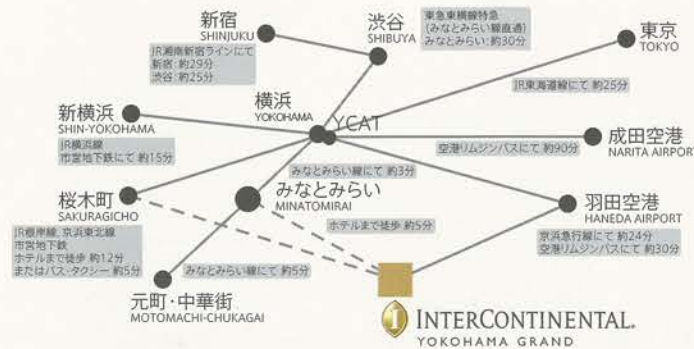 新宿
SHINJUKU
渋谷
SHIBUYA
東急東横線特急
(みなとみらい線直通)
みなとみらい:約30分
東京
TOKYO
JR湘南新宿ラインにて
新宿:約29分
渋谷:約25分
JR東海道線にて 約25分
新横浜
SHIN-YOKOHAMA
JR横浜線
市営地下鉄にて 約15分
横浜
YOKOHAMA
YCAT
空港リムジンバスにて 約90分
成田空港
NARITA AIRPORT
みなとみらい線にて 約3分
桜木町
SAKURAGICHO
JR根岸線、京浜東北線
市営地下鉄
ホテルまで徒歩 約12分
またはバス・タクシー 約5分
みなとみらい
MINATOMIRAI
ホテルまで徒歩 約5分
羽田空港
HANEDA AIRPORT
京浜急行線にて 約24分
空港リムジンバスにて 約30分
みなとみらい線にて 約5分
元町・中華街
MOTOMACHI-CHUKAGAI
INTERCONTINENTAL.
YOKOHAMA GRAND